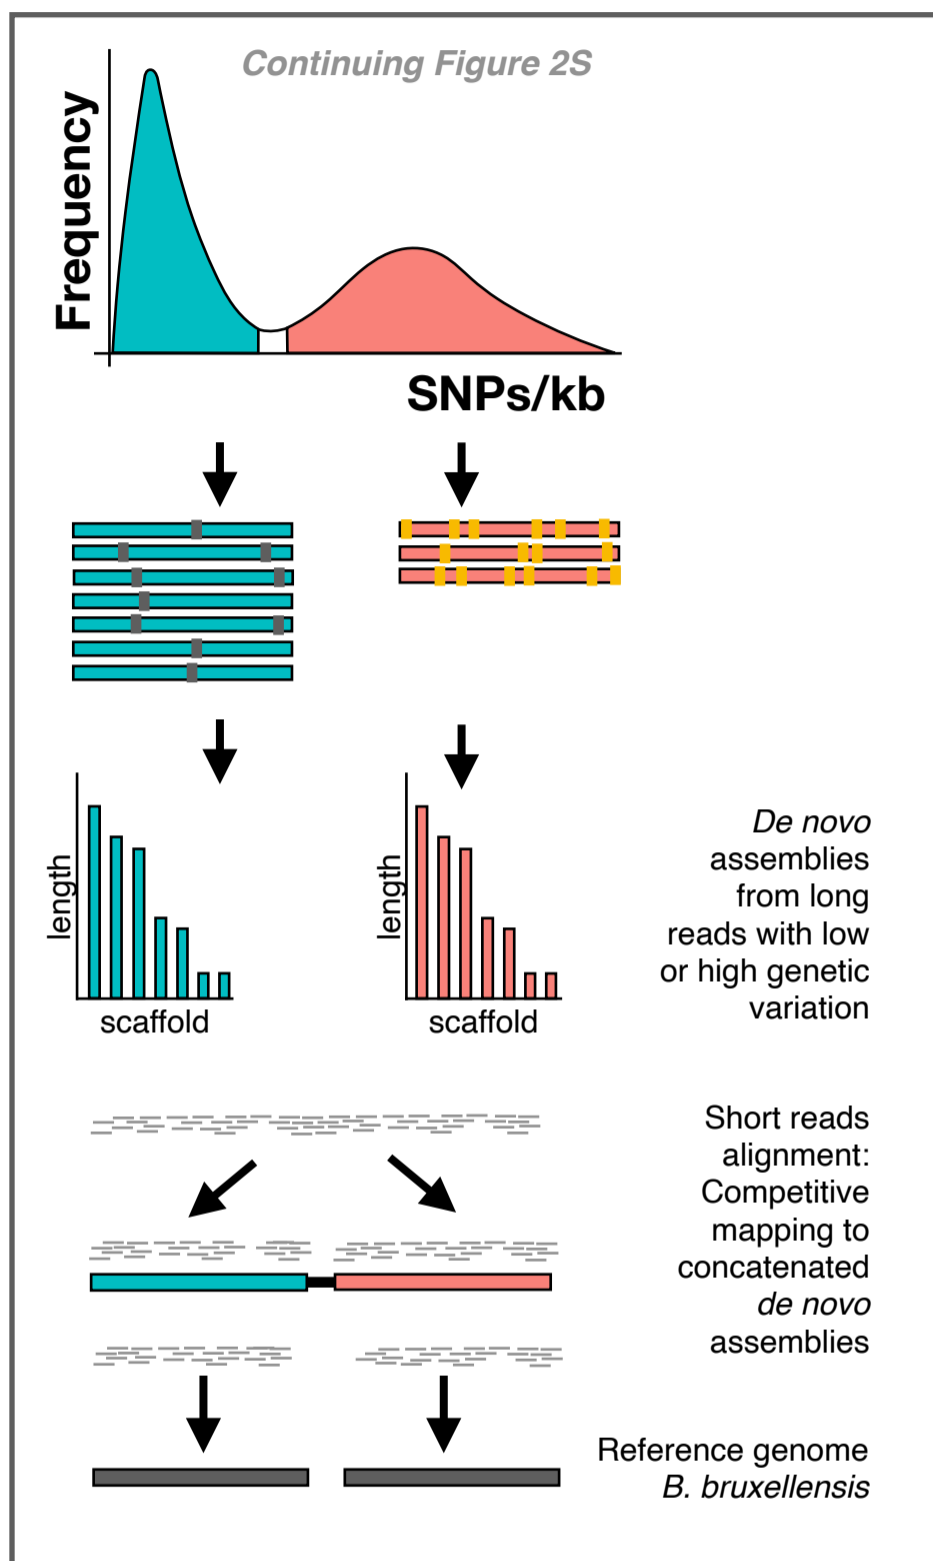 Continuing Figure 2S
Frequency
SNPs/kb
length
scaffold
length
scaffold
De novo
assemblies
from long
reads with low
or high genetic
variation
Short reads
alignment:
Competitive
mapping to
concatenated
de novo
assemblies
Reference genome
B. bruxellensis